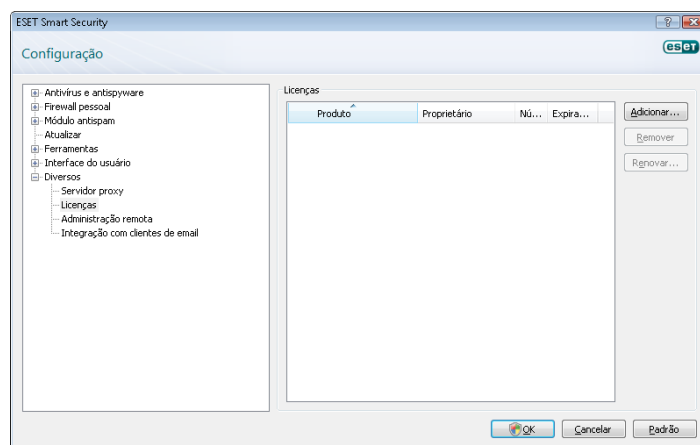 ESET Smart Security
Configuração
eseT
Antivírus e antispyware
Firewall pessoal
Módulo antispam
Atualizar
Ferramentas
Interface do usuário
Diversos
Servidor proxy
Licenças
Administração remota
Integração com clientes de email
Licenças
Produto Proprietário Nú... Expira...
Adicionar...
Remover
Renovar...
OK Cancelar Padrão